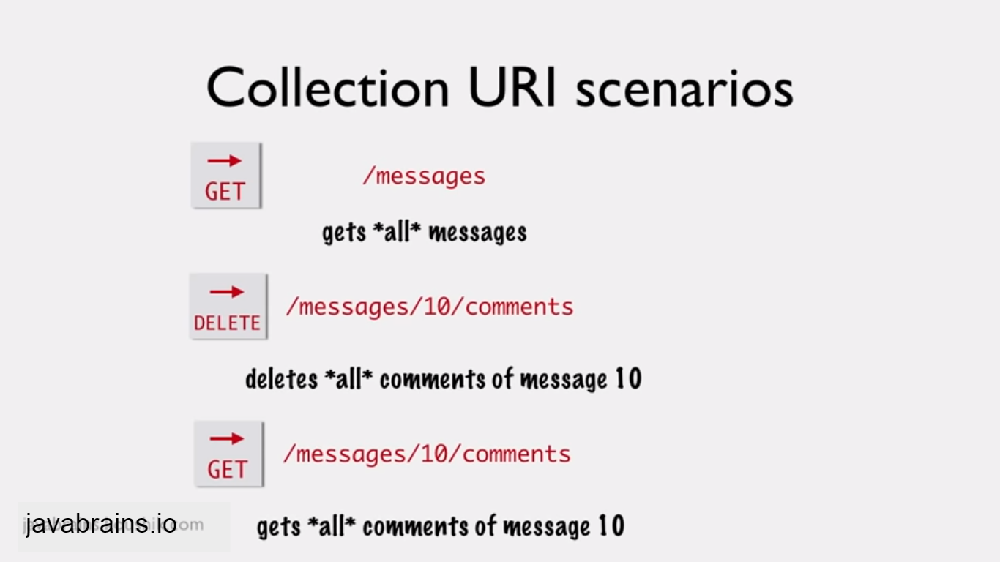 Collection URI scenarios
GET
/messages
gets *all* messages
DELETE
/messages/10/comments
deletes *all* comments of message 10
GET
/messages/10/comments
gets *all* comments of message 10
javabrains.io